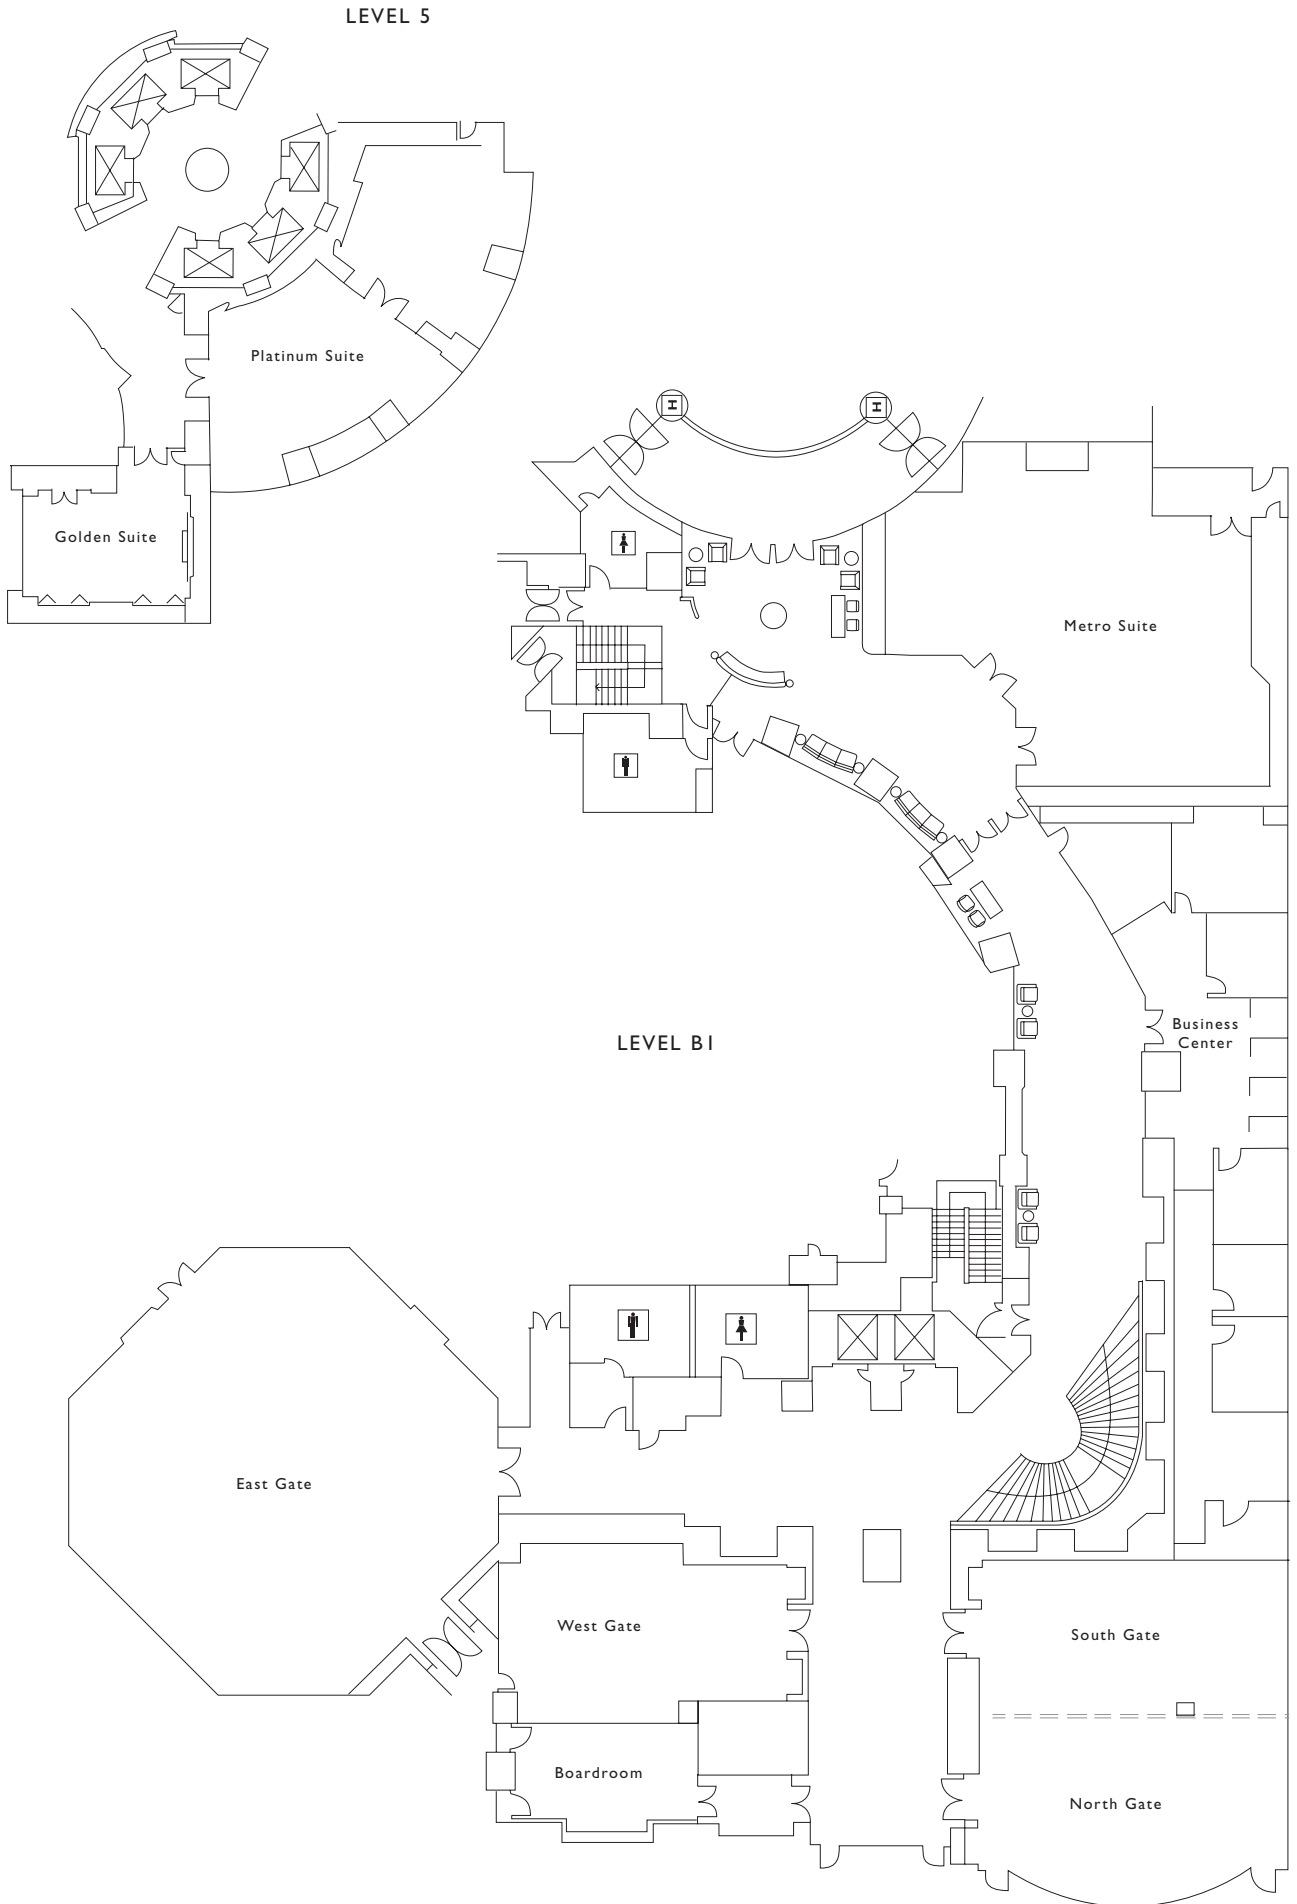 LEVEL 5
Platinum Suite
Golden Suite
H
H
Metro Suite
LEVEL B1
Business
Center
East Gate
West Gate
South Gate
Boardroom
North Gate